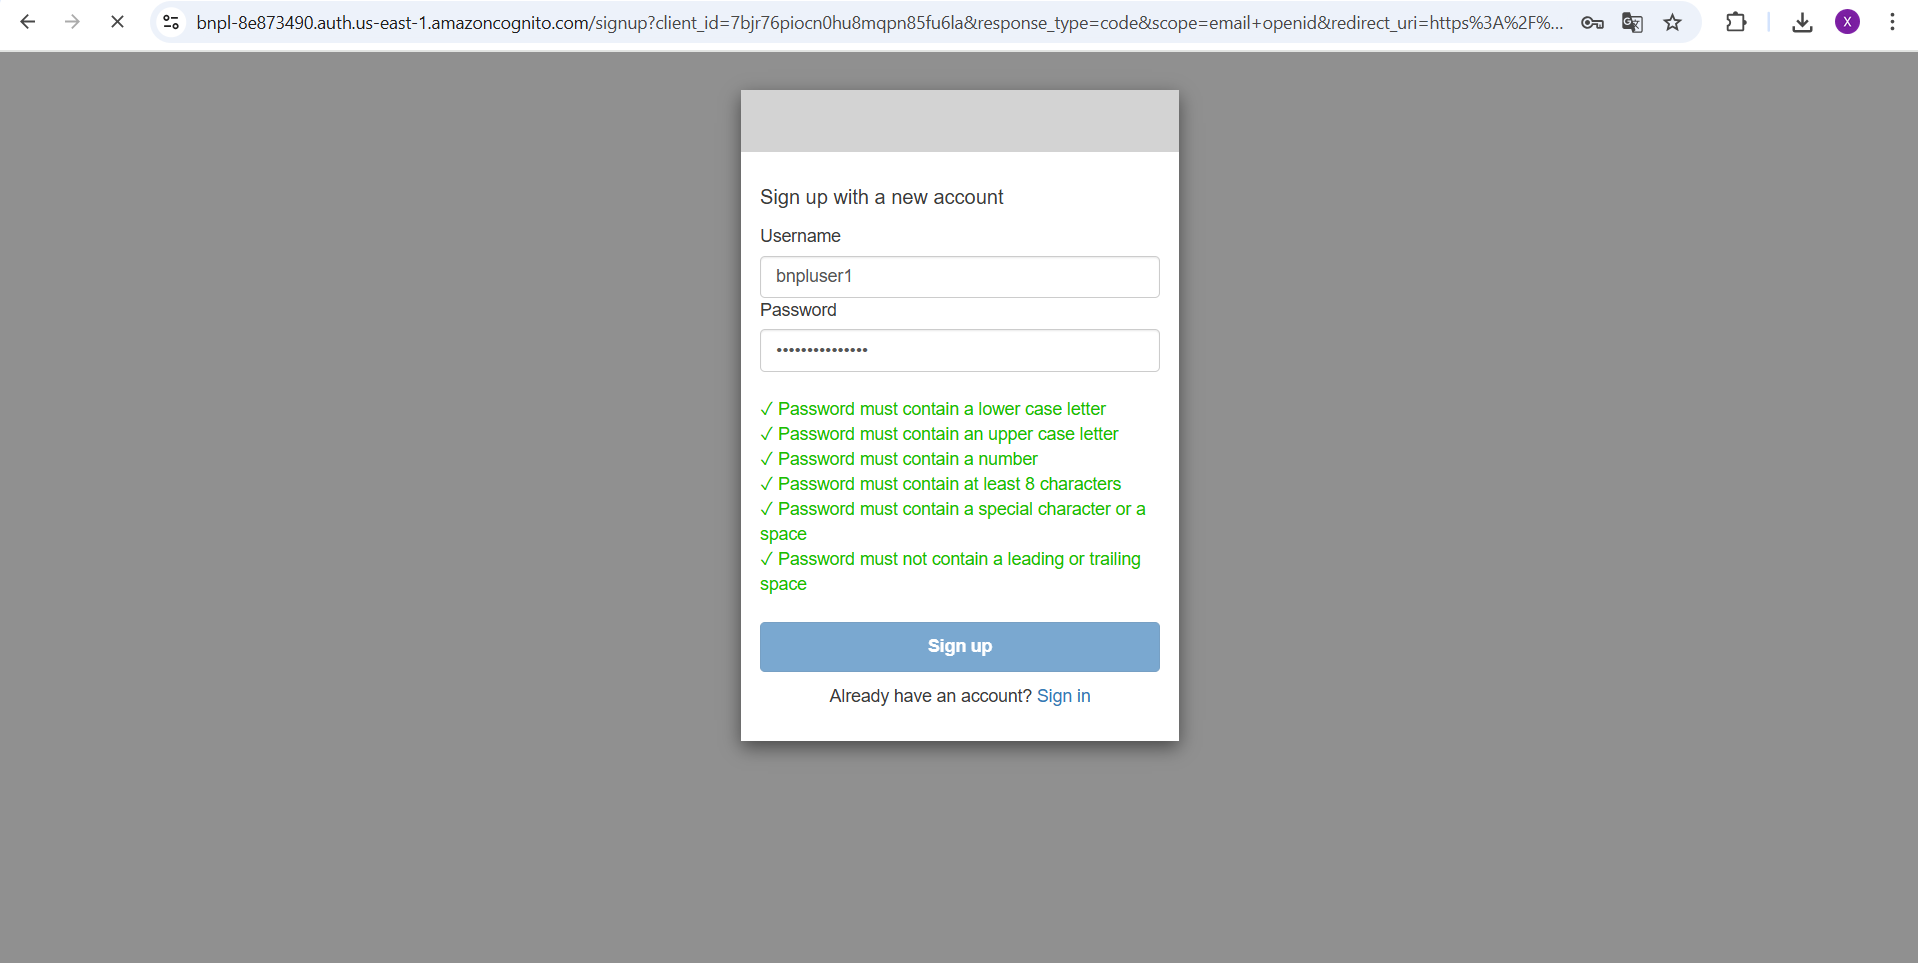 bnpl-8e873490.auth.us-east-1.amazoncognito.com/signup?client_id=7bjr76piocn0hu8mqpn85fu6la&response_type=code&scope=email+openid&redirect_uri=https%3A%2F%...
X
Sign up with a new account
Username
bnpluser1
Password
•••••••••••••••
✓ Password must contain a lower case letter
✓ Password must contain an upper case letter
✓ Password must contain a number
✓ Password must contain at least 8 characters
✓ Password must contain a special character or a
space
✓ Password must not contain a leading or trailing
space
Sign up
Already have an account? Sign in